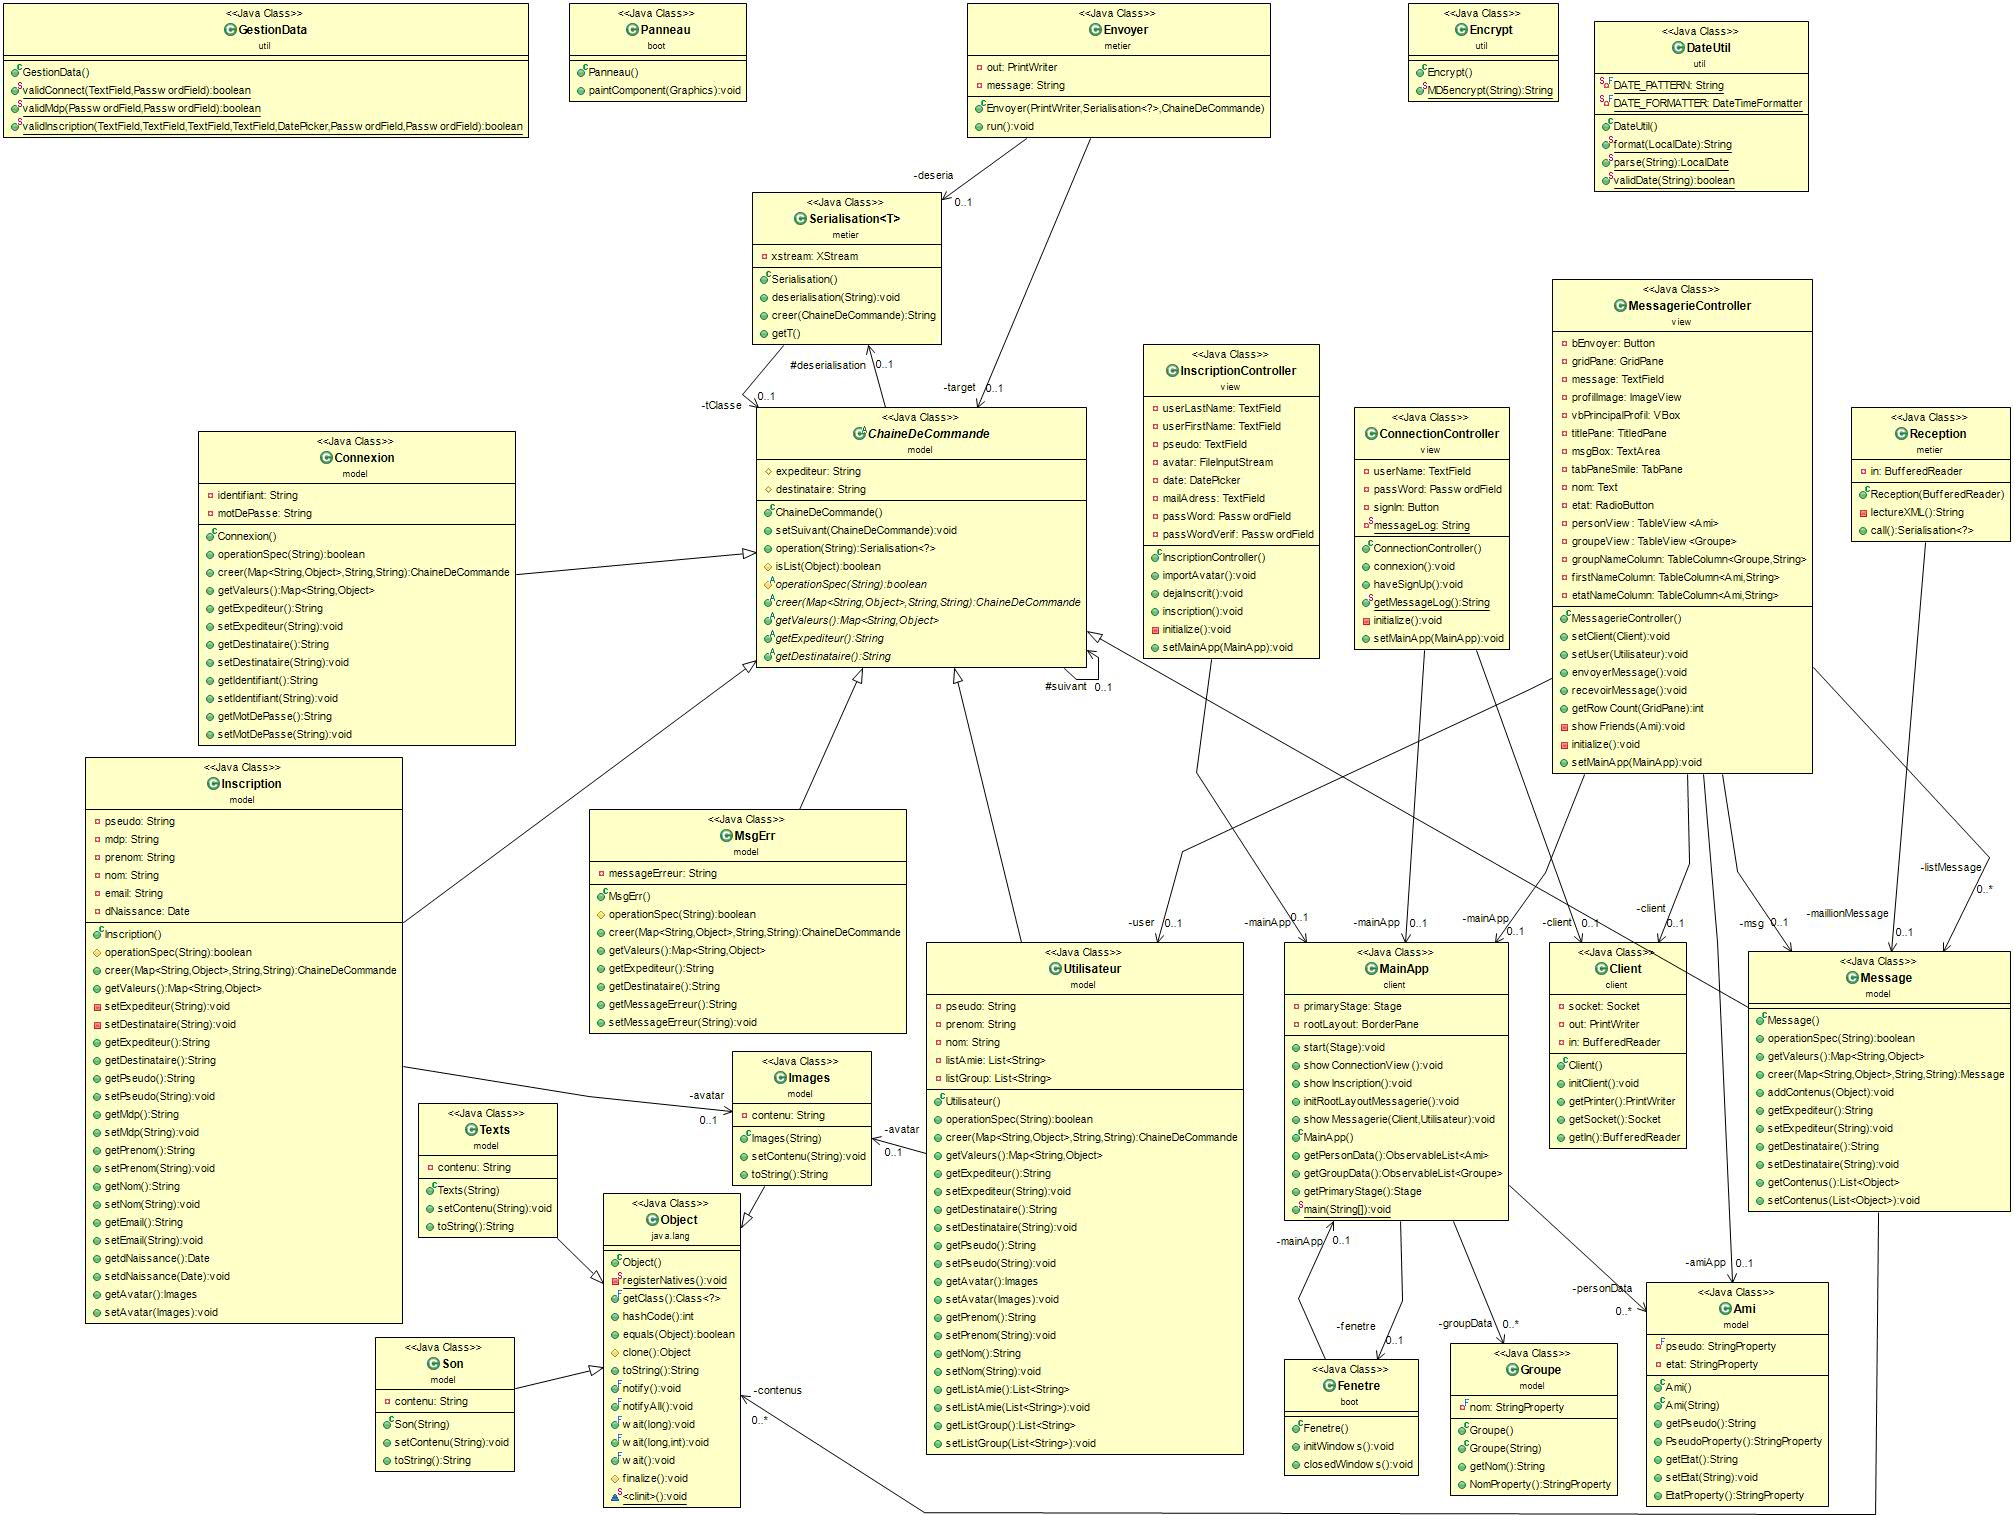 <<Java Class>>
GestionData
util
GestionData()
validConnect(TextField,PasswordField):boolean
validMdp(PasswordField,PasswordField):boolean
validInscription(TextField,TextField,TextField,TextField,DatePicker,PasswordField,PasswordField):boolean
<<Java Class>>
Panneau
boot
Panneau()
paintComponent(Graphics):void
<<Java Class>>
Envoyer
metier
out: PrintWriter
message: String
Envoyer(PrintWriter,Serialisation<?>,ChaineDeCommande)
run():void
<<Java Class>>
Encrypt
util
Encrypt()
MD5encrypt(String):String
<<Java Class>>
DateUtil
util
DATE_PATTERN: String
DATE_FORMATTER: DateTimeFormatter
DateUtil()
format(LocalDate):String
parse(String):LocalDate
validDate(String):boolean
-deseria
0..1
<<Java Class>>
Serialisation<T>
metier
xstream: XStream
Serialisation()
deserialisation(String):void
creer(ChaineDeCommande):String
getT()
#deserialisation
0..1
-tClasse
0..1
-target
0..1
<<Java Class>>
ChaineDeCommande
model
expediteur: String
destinataire: String
ChaineDeCommande()
setSuivant(ChaineDeCommande):void
operation(String):Serialisation<?>
isList(Object):boolean
operationSpec(String):boolean
creer(Map<String,Object>,String,String):ChaineDeCommande
getValeurs():Map<String,Object>
getExpediteur():String
getDestinataire():String
#suivant
0..1
<<Java Class>>
InscriptionController
view
userLastName: TextField
userFirstName: TextField
pseudo: TextField
avatar: FileInputStream
date: DatePicker
mailAdress: TextField
passWord: PasswordField
passWordVerif: PasswordField
InscriptionController()
importAvatar():void
dejaInscrit():void
inscription():void
initialize():void
setMainApp(MainApp):void
<<Java Class>>
ConnectionController
view
userName: TextField
passWord: PasswordField
signIn: Button
messageLog: String
ConnectionController()
connexion():void
haveSignUp():void
getMessageLog():String
initialize():void
setMainApp(MainApp):void
<<Java Class>>
MessagerieController
view
bEnvoyer: Button
gridPane: GridPane
message: TextField
profilImage: ImageView
vbPrincipalProfil: VBox
titlePane: TitledPane
msgBox: TextArea
tabPaneSmile: TabPane
nom: Text
etat: RadioButton
personView: TableView<Ami>
groupeView: TableView<Groupe>
groupNameColumn: TableColumn<Groupe,String>
firstNameColumn: TableColumn<Ami,String>
etatNameColumn: TableColumn<Ami,String>
MessagerieController()
setClient(Client):void
setUser(Utilisateur):void
envoyerMessage():void
recevoirMessage():void
getRowCount(GridPane):int
showFriends(Ami):void
initialize():void
setMainApp(MainApp):void
<<Java Class>>
Reception
metier
in: BufferedReader
Reception(BufferedReader)
lectureXML():String
call():Serialisation<?>
<<Java Class>>
Connexion
model
identifiant: String
motDePasse: String
Connexion()
operationSpec(String):boolean
creer(Map<String,Object>,String,String):ChaineDeCommande
getValeurs():Map<String,Object>
getExpediteur():String
setExpediteur(String):void
getDestinataire():String
setDestinataire(String):void
getIdentifiant():String
setIdentifiant(String):void
getMotDePasse():String
setMotDePasse(String):void
<<Java Class>>
Inscription
model
pseudo: String
mdp: String
prenom: String
nom: String
email: String
dNaissance: Date
Inscription()
operationSpec(String):boolean
creer(Map<String,Object>,String,String):ChaineDeCommande
getValeurs():Map<String,Object>
setExpediteur(String):void
setDestinataire(String):void
getExpediteur():String
getDestinataire():String
getPseudo():String
setPseudo(String):void
getMdp():String
setMdp(String):void
getPrenom():String
setPrenom(String):void
getNom():String
setNom(String):void
getEmail():String
setEmail(String):void
getdNaissance():Date
setdNaissance(Date):void
getAvatar():Images
setAvatar(Images):void
<<Java Class>>
MsgErr
model
messageErreur: String
MsgErr()
operationSpec(String):boolean
creer(Map<String,Object>,String,String):ChaineDeCommande
getValeurs():Map<String,Object>
getExpediteur():String
getDestinataire():String
getMessageErreur():String
setMessageErreur(String):void
-user
0..1
-mainApp
0..1
-mainApp
0..1
-mainApp
0..1
-client
0..1
-client
0..1
-msg
0..1
-maillionMessage
0..1
-listMessage
0..*
<<Java Class>>
Utilisateur
model
pseudo: String
prenom: String
nom: String
listAmie: List<String>
listGroup: List<String>
Utilisateur()
operationSpec(String):boolean
creer(Map<String,Object>,String,String):ChaineDeCommande
getValeurs():Map<String,Object>
getExpediteur():String
setExpediteur(String):void
getDestinataire():String
setDestinataire(String):void
getPseudo():String
setPseudo(String):void
getAvatar():Images
setAvatar(Images):void
getPrenom():String
setPrenom(String):void
getNom():String
setNom(String):void
getListAmie():List<String>
setListAmie(List<String>):void
getListGroup():List<String>
setListGroup(List<String>):void
<<Java Class>>
MainApp
client
primaryStage: Stage
rootLayout: BorderPane
start(Stage):void
showConnectionView():void
showInscription():void
initRootLayoutMessagerie():void
showMessagerie(Client,Utilisateur):void
MainApp()
getPersonData():ObservableList<Ami>
getGroupData():ObservableList<Groupe>
getPrimaryStage():Stage
main(String[]):void
<<Java Class>>
Client
client
socket: Socket
out: PrintWriter
in: BufferedReader
Client()
initClient():void
getPrinter():PrintWriter
getSocket():Socket
getIn():BufferedReader
<<Java Class>>
Message
model
Message()
operationSpec(String):boolean
getValeurs():Map<String,Object>
creer(Map<String,Object>,String,String):Message
addContenus(Object):void
getExpediteur():String
setExpediteur(String):void
getDestinataire():String
setDestinataire(String):void
getContenus():List<Object>
setContenus(List<Object>):void
-avatar
0..1
-avatar
0..1
<<Java Class>>
Images
model
contenu: String
Images(String)
setContenu(String):void
toString():String
<<Java Class>>
Texts
model
contenu: String
Texts(String)
setContenu(String):void
toString():String
<<Java Class>>
Object
java.lang
Object()
registerNatives():void
getClass():Class<?>
hashCode():int
equals(Object):boolean
clone():Object
toString():String
notify():void
notifyAll():void
wait(long):void
wait(long,int):void
wait():void
finalize():void
<clinit>():void
<<Java Class>>
Son
model
contenu: String
Son(String)
setContenu(String):void
toString():String
-contenus
0..*
-mainApp
0..1
-fenetre
0..1
-groupData
0..*
-personData
0..*
-amiApp
0..1
<<Java Class>>
Fenetre
boot
Fenetre()
initWindows():void
closedWindows():void
<<Java Class>>
Groupe
model
nom: StringProperty
Groupe()
Groupe(String)
getNom():String
NomProperty():StringProperty
<<Java Class>>
Ami
model
pseudo: StringProperty
etat: StringProperty
Ami()
Ami(String)
getPseudo():String
PseudoProperty():StringProperty
getEtat():String
setEtat(String):void
EtatProperty():StringProperty